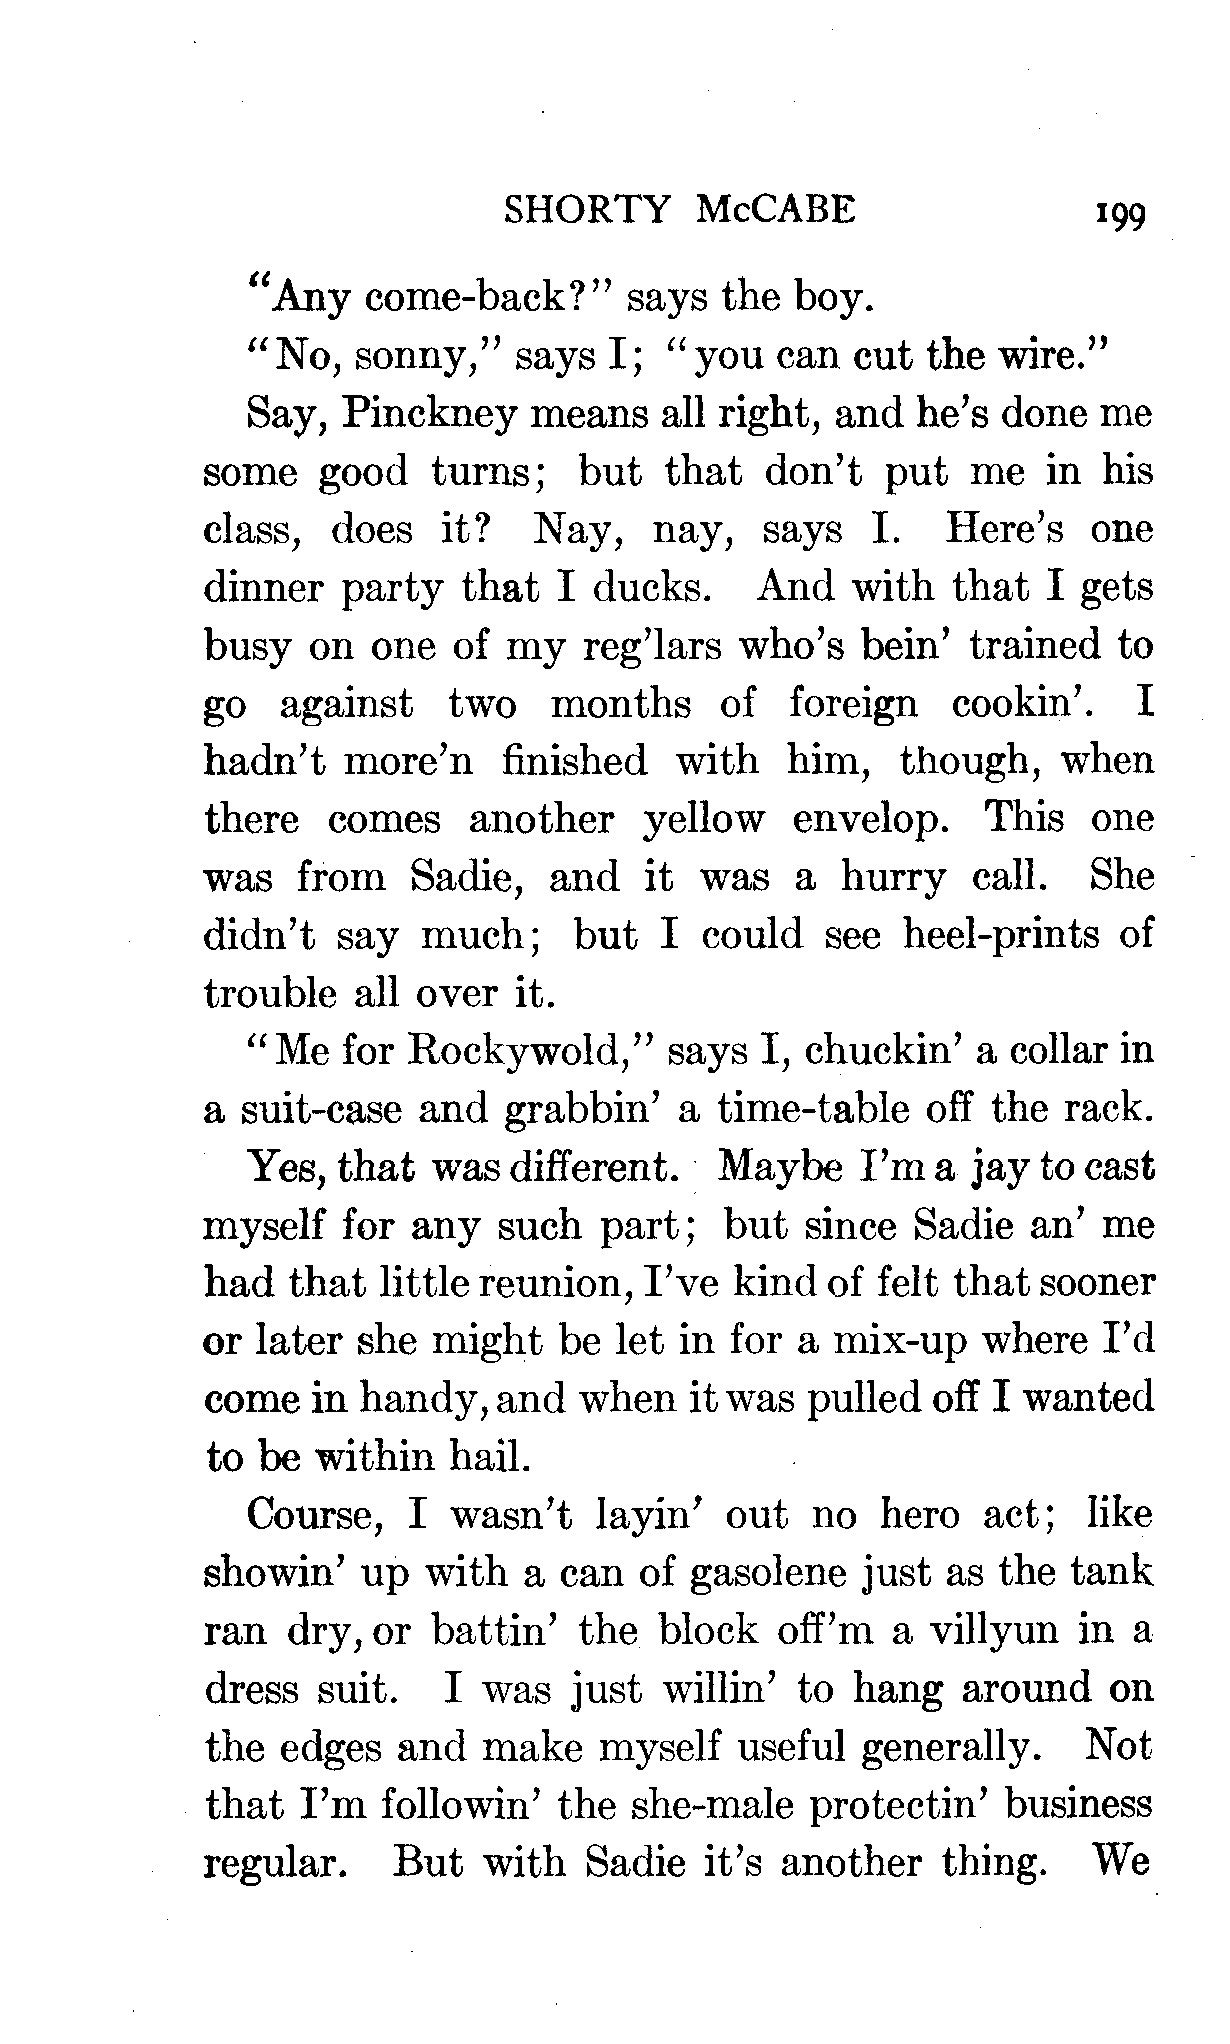 SHORTY McCABE 199
"Any come-back?" says the boy.
"No, sonny," says I; "you can cut the wire."
Say, Pinckney means all right, and he's done me
some good turns; but that don't put me in his
class, does it? Nay, nay, says I. Here's one
dinner party that I ducks. And with that I gets
busy on one of my reg'lars who's bein' trained to
go against two months of foreign cookin'. I
hadn't more'n finished with him, though, when
there comes another yellow envelop. This one
was from Sadie, and it was a hurry call. She
didn't say much; but I could see heel-prints of
trouble all over it.
"Me for Rockywold," says I, chuckin' a collar in
a suit-case and grabbin' a time-table off the rack.
Yes, that was different. Maybe I'm a jay to cast
myself for any such part; but since Sadie an' me
had that little reunion, I've kind of felt that sooner
or later she might be let in for a mix-up where I'd
come in handy, and when it was pulled off I wanted
to be within hail.
Course, I wasn't layin' out no hero act; like
showin' up with a can of gasolene just as the tank
ran dry, or battin' the block off'm a villyun in a
dress suit. I was just willin' to hang around on
the edges and make myself useful generally. Not
that I'm followin' the she-male protectin' business
regular. But with Sadie it's another thing. We